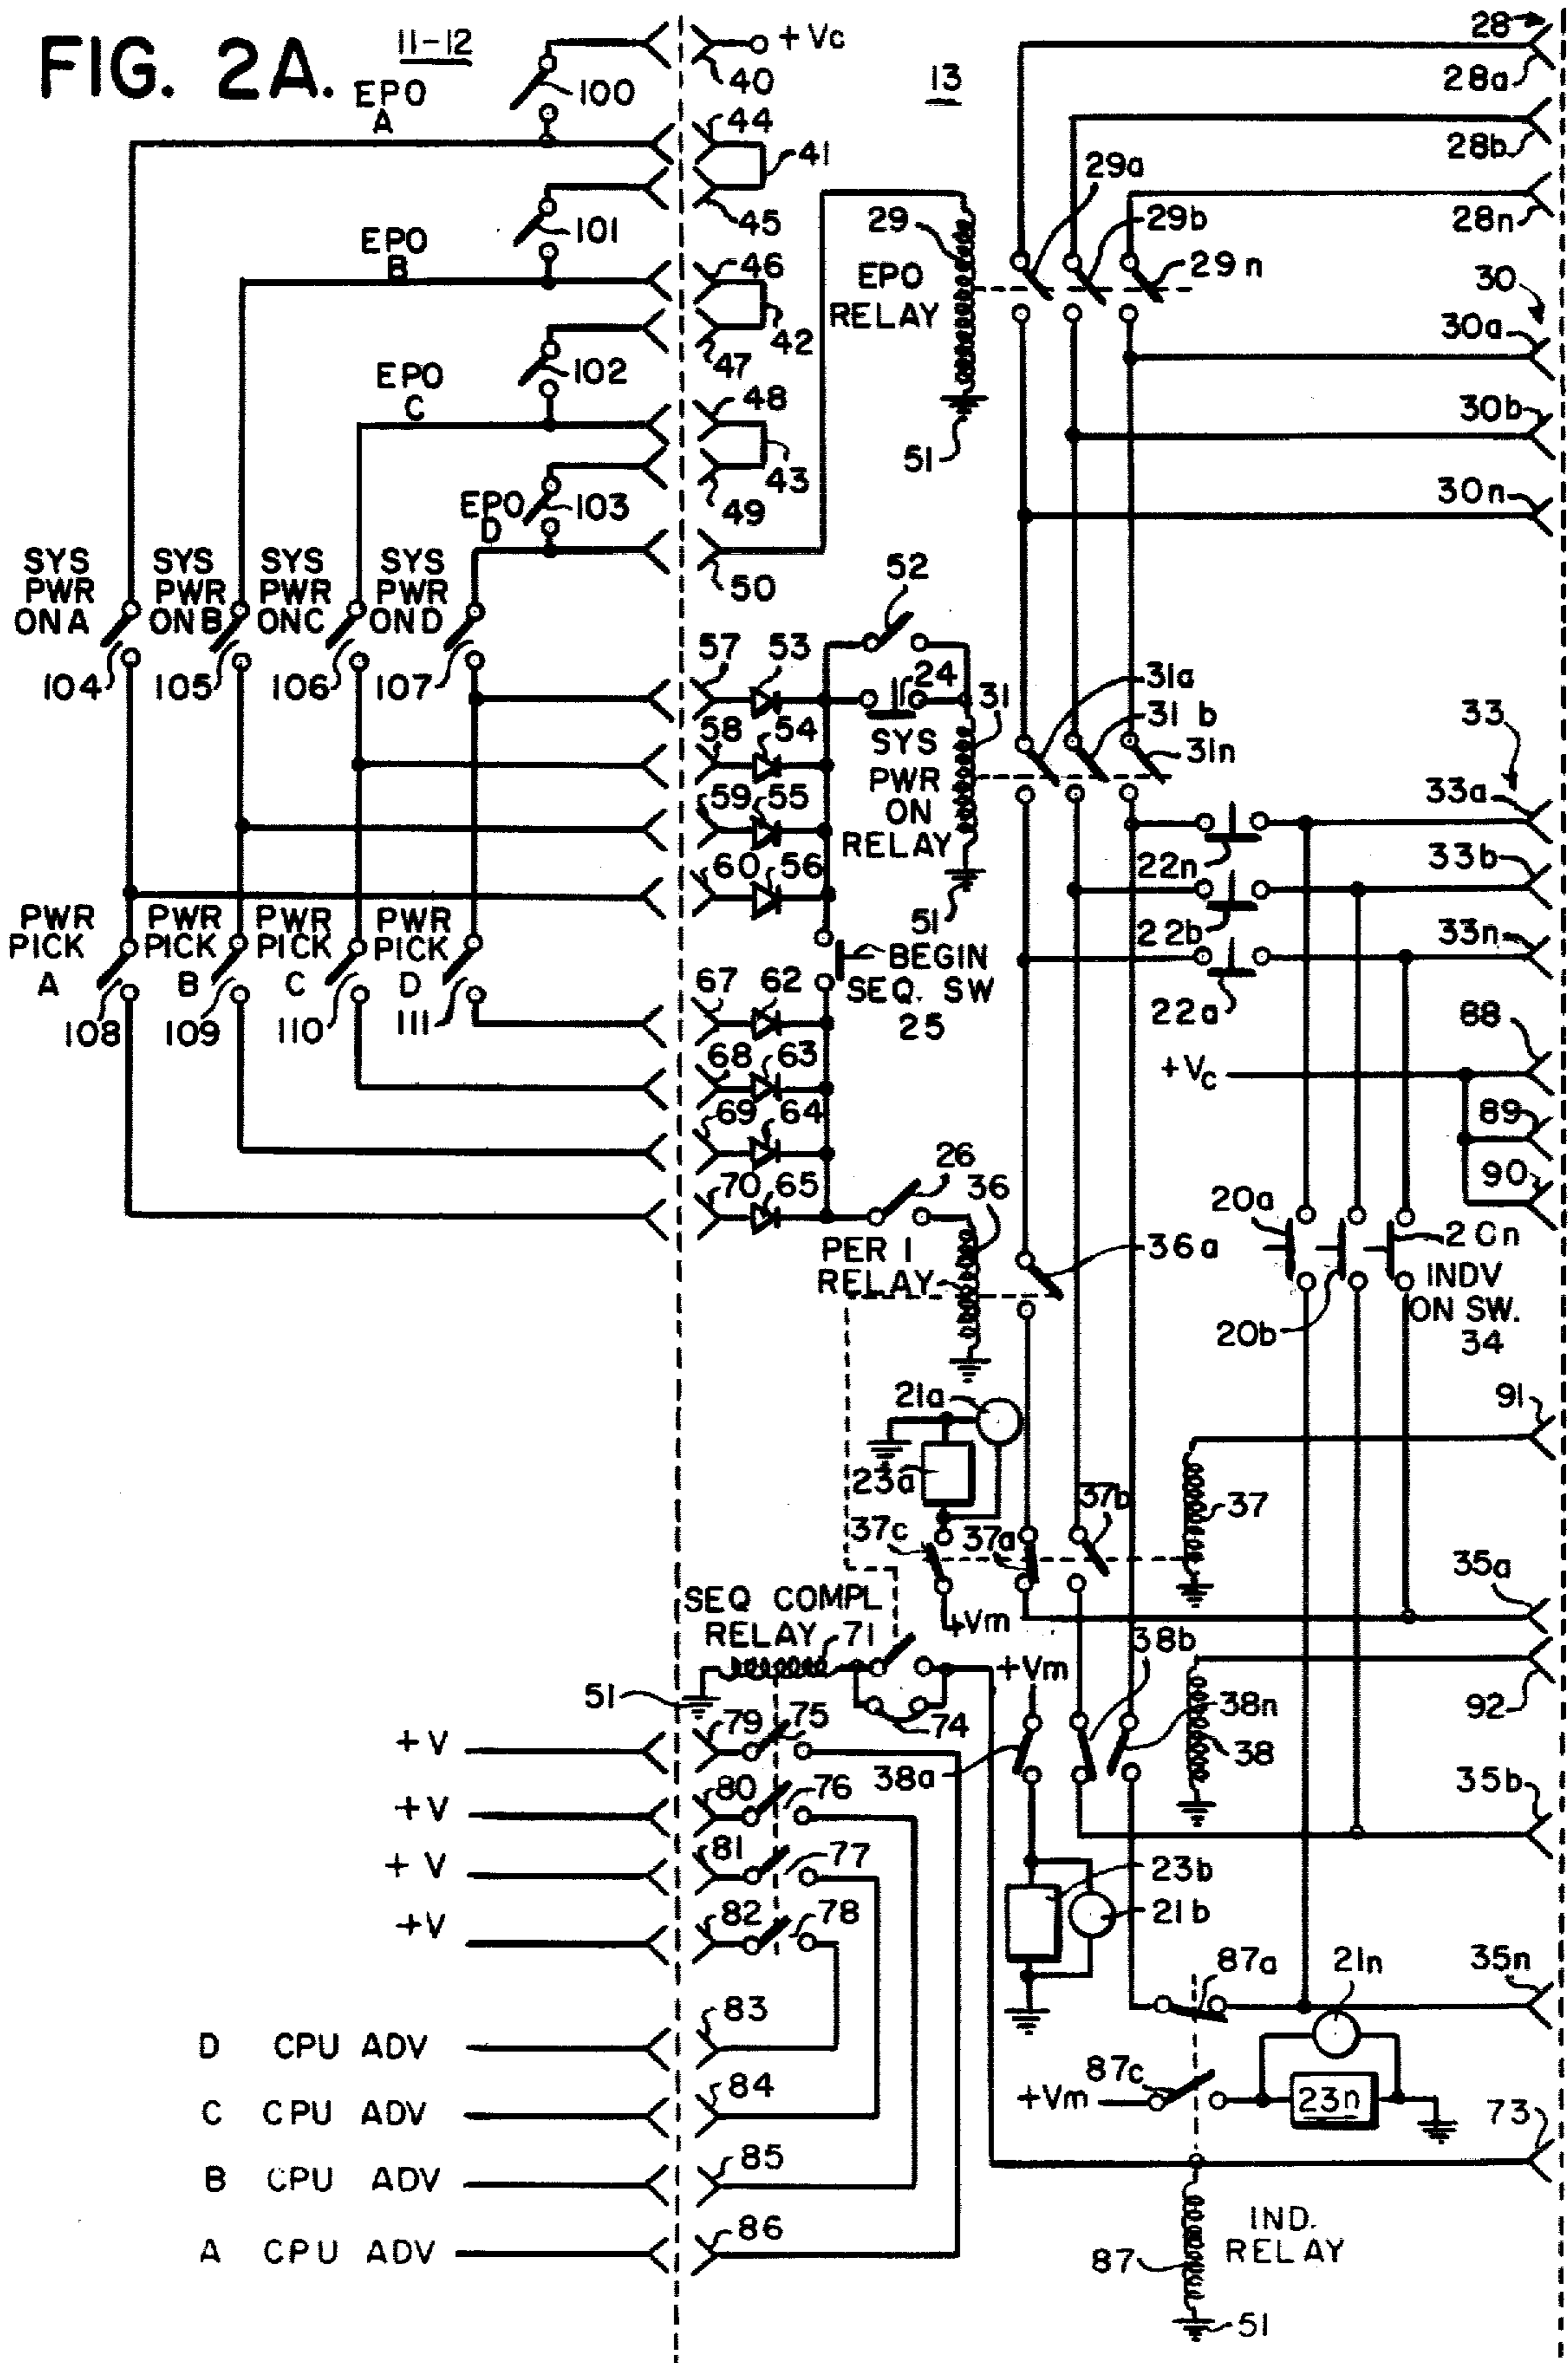 FIG. 2A.
11-12
+ Vc
40
13
28
28a
28b
28n
EPO
A
100
44
41
45
29a
29b
29n
29
EPO
RELAY
51
EPO
B
101
46
42
47
30
30a
30b
30n
EPO
C
102
48
43
49
EPO
D
103
50
SYS
PWR
ON A
SYS
PWR
ON B
SYS
PWR
ON C
SYS
PWR
ON D
104
105
106
107
52
57
53
24
31
58
54
SYS
PWR
ON
RELAY
59
55
60
56
51
31a
31b
31n
33
33a
22n
33b
22b
33n
22a
PWR
PICK
A
PWR
PICK
B
PWR
PICK
C
PWR
PICK
D
108
109
110
111
BEGIN
SEQ. SW
25
67
62
68
63
69
64
70
65
26
36
PER I
RELAY
36a
+Vc
88
89
90
20a
20n
20b
INDV
ON SW.
34
21a
23a
91
37
37c
37a
37b
+Vm
35a
SEQ COMPL
RELAY
71
51
74
+Vm
38b
38n
38a
38
92
+V
79
75
+V
80
76
+V
81
77
+V
82
78
35b
23b
21b
87a
21n
35n
87c
+Vm
23n
73
D CPU ADV
83
C CPU ADV
84
B CPU ADV
85
A CPU ADV
86
IND.
RELAY
87
51